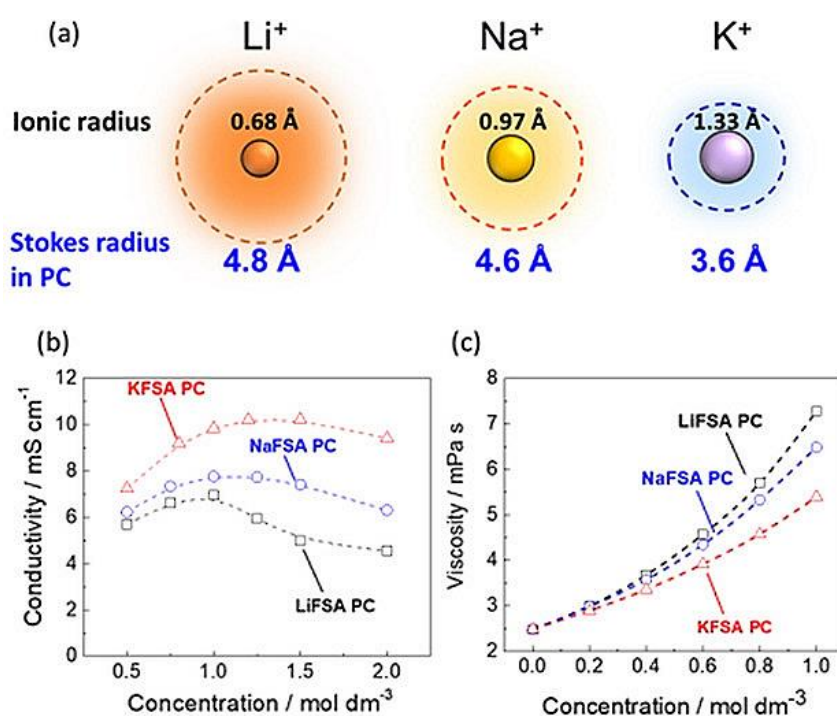 (a)
Li⁺ Na⁺ K⁺
Ionic radius
0.68 Å 0.97 Å 1.33 Å
Stokes radius
in PC
4.8 Å 4.6 Å 3.6 Å
(b)
Conductivity / mS cm⁻¹
12
10
8
6
4
2
0
KFSA PC
NaFSA PC
LiFSA PC
0.5 1.0 1.5 2.0
Concentration / mol dm⁻³
(c)
Viscosity / mPa s
8
7
6
5
4
3
2
LiFSA PC
NaFSA PC
KFSA PC
0.0 0.2 0.4 0.6 0.8 1.0
Concentration / mol dm⁻³